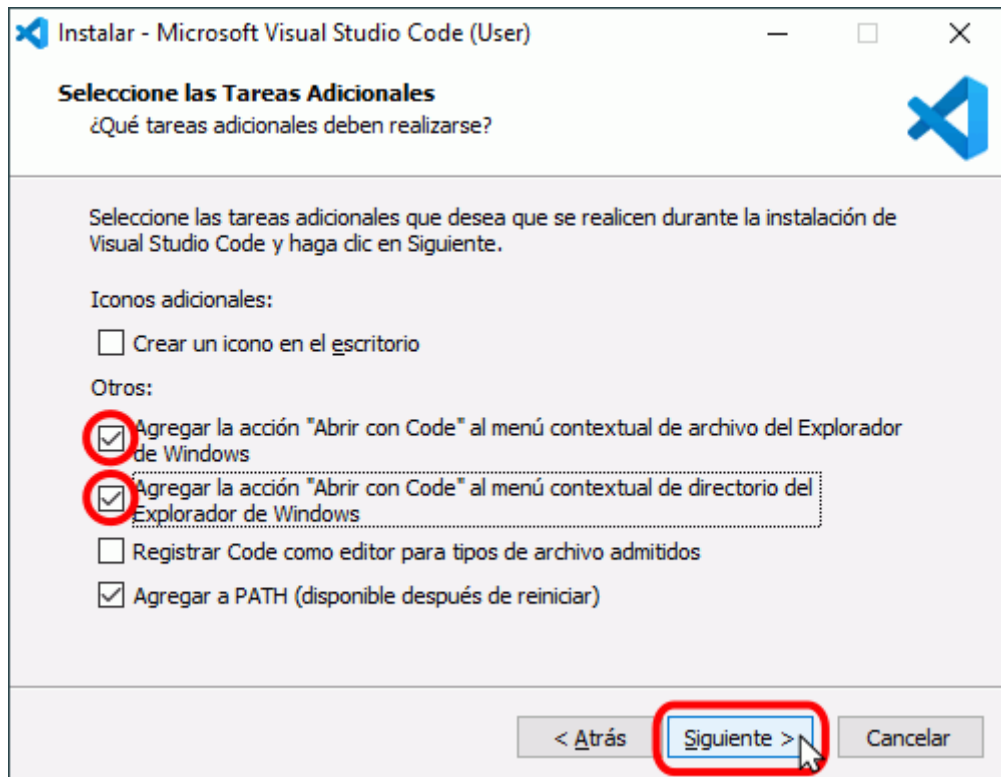 Instalar - Microsoft Visual Studio Code (User)
Seleccione las Tareas Adicionales
¿Qué tareas adicionales deben realizarse?
Seleccione las tareas adicionales que desea que se realicen durante la instalación de
Visual Studio Code y haga clic en Siguiente.
Iconos adicionales:
Crear un icono en el escritorio
Otros:
Agregar la acción "Abrir con Code" al menú contextual de archivo del Explorador
de Windows
Agregar la acción "Abrir con Code" al menú contextual de directorio del
Explorador de Windows
Registrar Code como editor para tipos de archivo admitidos
Agregar a PATH (disponible después de reiniciar)
< Atrás Siguiente > Cancelar